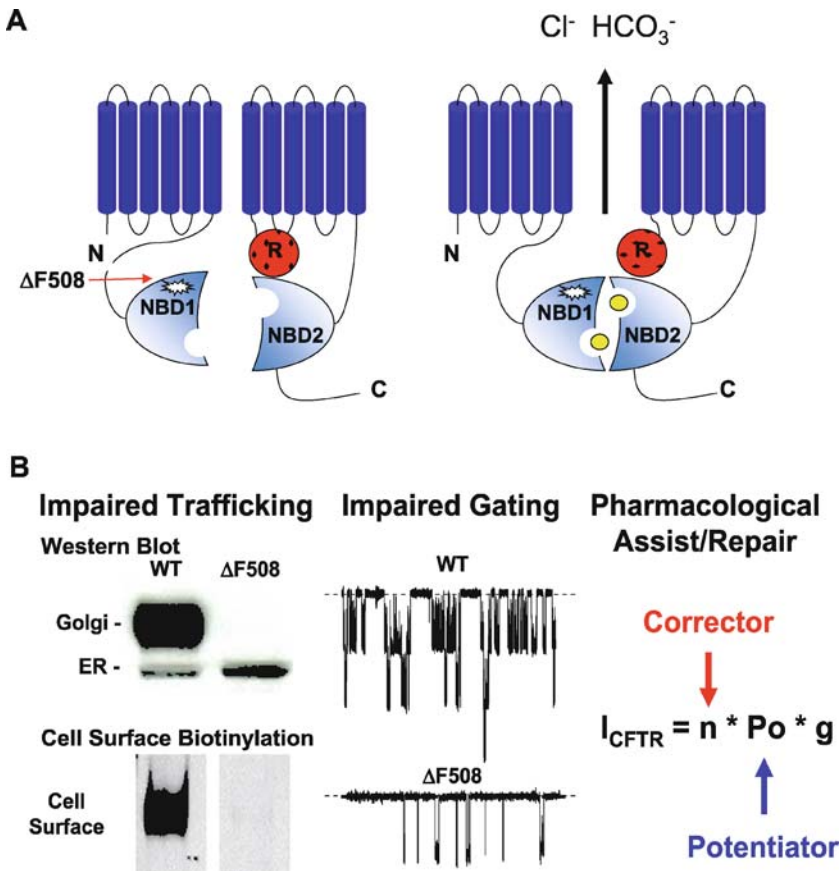 A
Cl⁻ HCO₃⁻
N
R
ΔF508
NBD1
NBD2
C
N
R
NBD1
NBD2
C
B
Impaired Trafficking
Western Blot
WT ΔF508
Golgi -
ER -
Cell Surface Biotinylation
Cell
Surface
Impaired Gating
WT
ΔF508
Pharmacological
Assist/Repair
Corrector
I_CFTR = n * Po * g
Potentiator